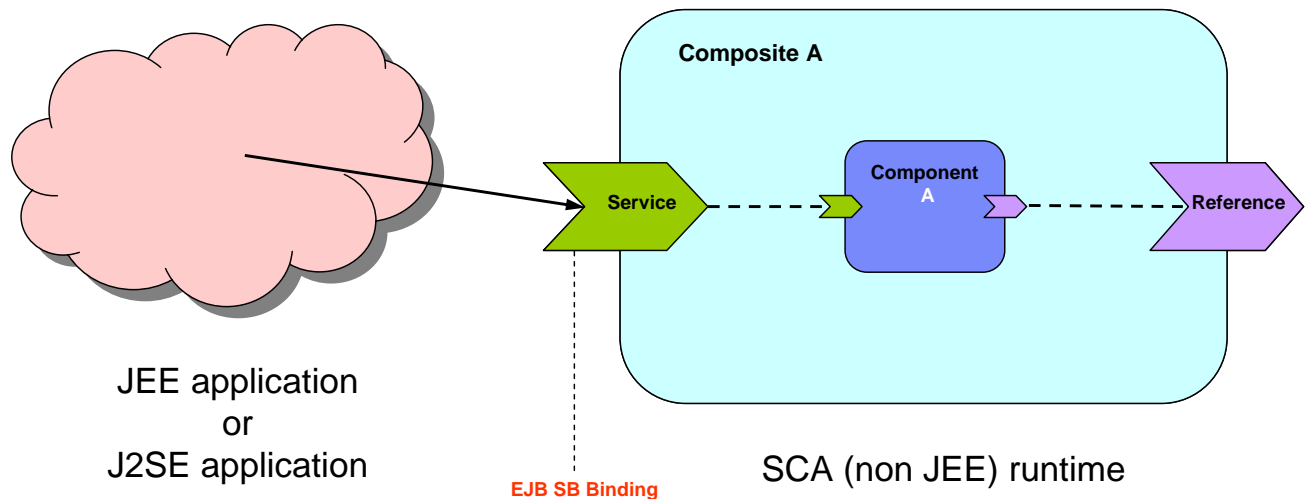 Composite A
Component
A
Service
Reference
JEE application
or
J2SE application
SCA (non JEE) runtime
EJB SB Binding